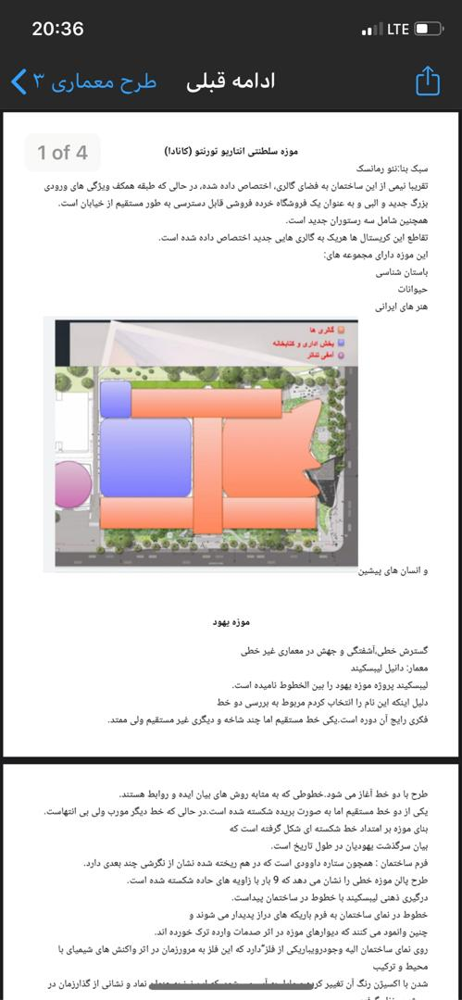 20:36
LTE
طرح معماری ۳
ادامه قبلی
1 of 4
موزه سلطنتی انتاریو تورنتو (کانادا)
سبک بنا:نئو رمانسک
تقریبا نیمی از این ساختمان به فضای گالری، اختصاص داده شده، در حالی که طبقه همکف ویژگی های ورودی
بزرگ جدید و البی و به عنوان یک فروشگاه خرده فروشی قابل دسترسی به طور مستقیم از خیابان است.
همچنین شامل سه رستوران جدید است.
تقاطع این کریستال ها هریک به گالری هایی جدید اختصاص داده شده است.
این موزه دارای مجموعه های:
باستان شناسی
حیوانات
هنر های ایرانی
گالری ها
بخش اداری و کتابخانه
آمفی تئاتر
و انسان های پیشین
موزه یهود
گسترش خطی،آشفتگی و جهش در معماری غیر خطی
معمار: دانیل لیبسکیند
لیبسکیند پروژه موزه یهود را بین الخطوط نامیده است.
دلیل اینکه این نام را انتخاب کردم مربوط به بررسی دو خط
فکری رایج آن دوره است.یکی خط مستقیم اما چند شاخه و دیگری غیر مستقیم ولی ممتد.
طرح با دو خط آغاز می شود.خطوطی که به مثابه روش های بیان ایده و روابط هستند.
یکی از دو خط مستقیم اما به صورت بریده شکسته شده است.در حالی که خط دیگر مورب ولی بی انتهاست.
بنای موزه بر امتداد خط شکسته ای شکل گرفته است که
بیان سرگذشت یهودیان در طول تاریخ است.
فرم ساختمان : همچون ستاره داوودی است که در هم ریخته شده نشان از نگرشی چند بعدی دارد.
طرح پالن موزه خطی را نشان می دهد که 9 بار با زاویه های حاده شکسته شده است.
درگیری ذهنی لیبسکیند با خطوط در ساختمان پیداست.
خطوط در نمای ساختمان به فرم باریکه های دراز پدیدار می شوند و
چنین وانمود می کنند که دیوارهای موزه در اثر صدمات وارده ترک خورده اند.
روی نمای ساختمان الیه وجودرویباریکی از فلز"دارد که این فلز به مرورزمان در اثر واکنش های شیمیای با
محیط و ترکیب
شدن با اکسیژن رنگ آن تغییر نماد و نشانی از گذارزمان در